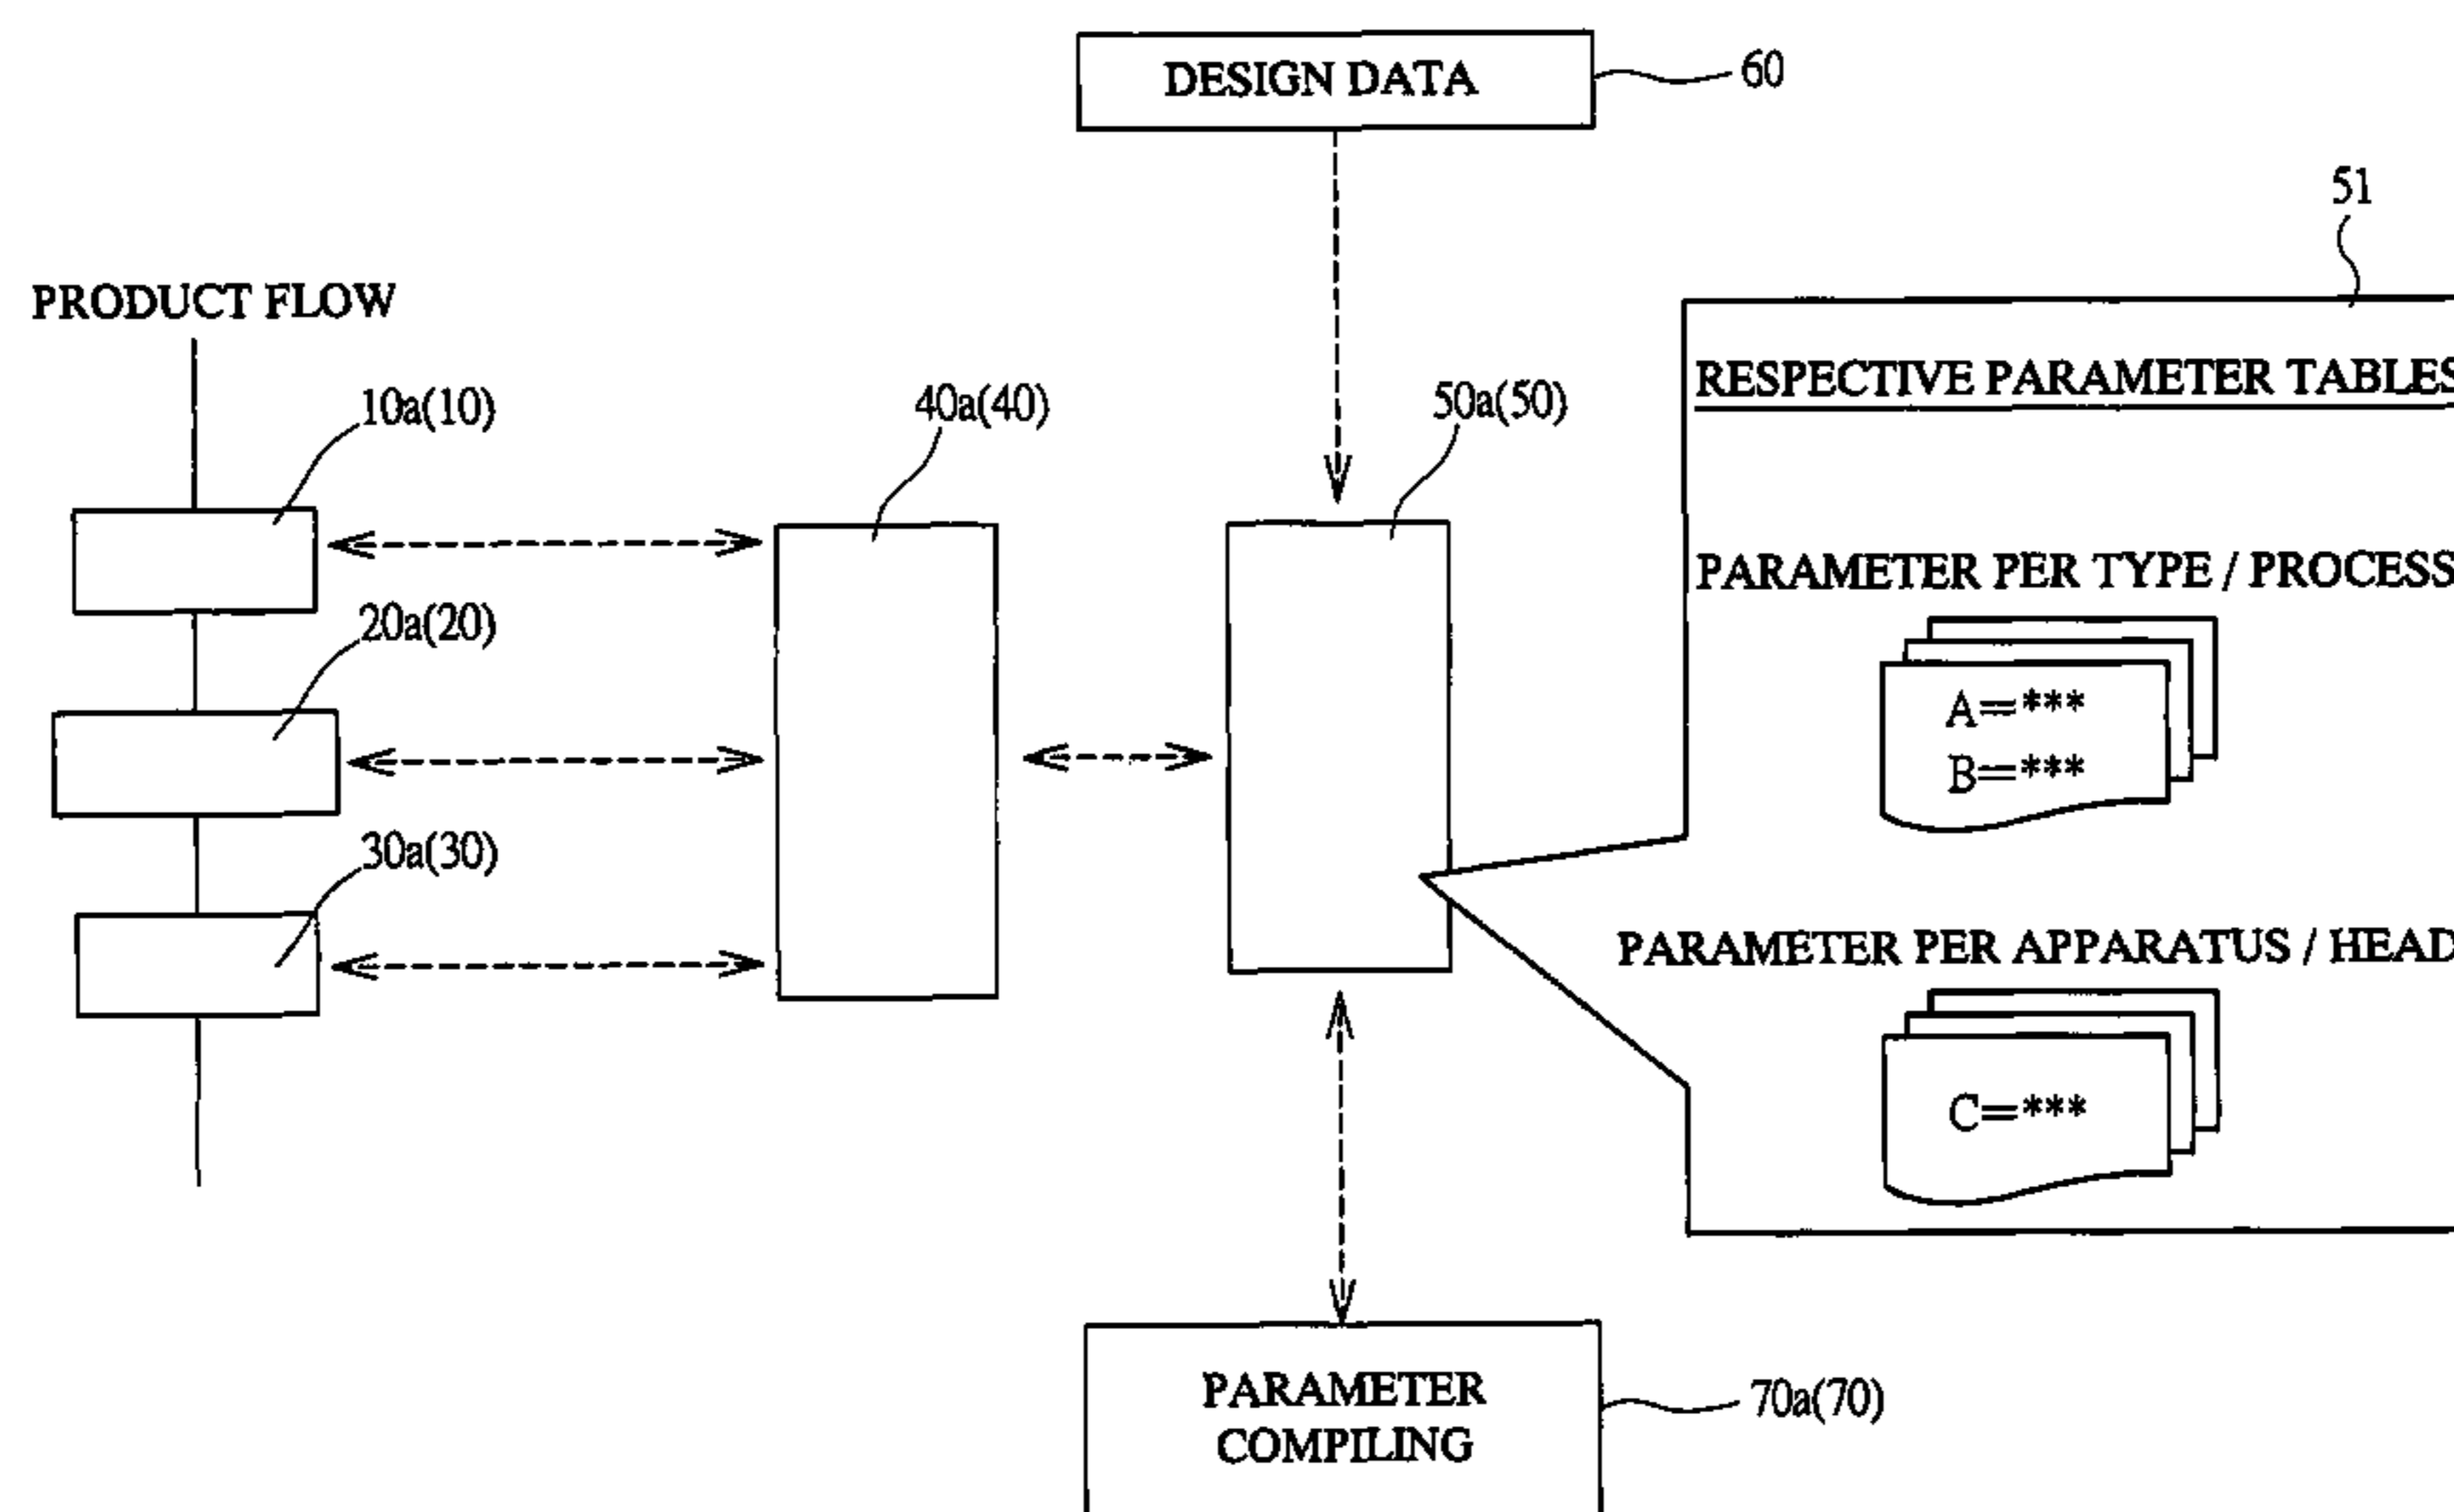 DESIGN DATA
60
51
PRODUCT FLOW
10a(10)
40a(40)
50a(50)
RESPECTIVE PARAMETER TABLES
20a(20)
PARAMETER PER TYPE / PROCESS
A=***
B=***
30a(30)
PARAMETER PER APPARATUS / HEAD
C=***
PARAMETER
COMPILING
70a(70)